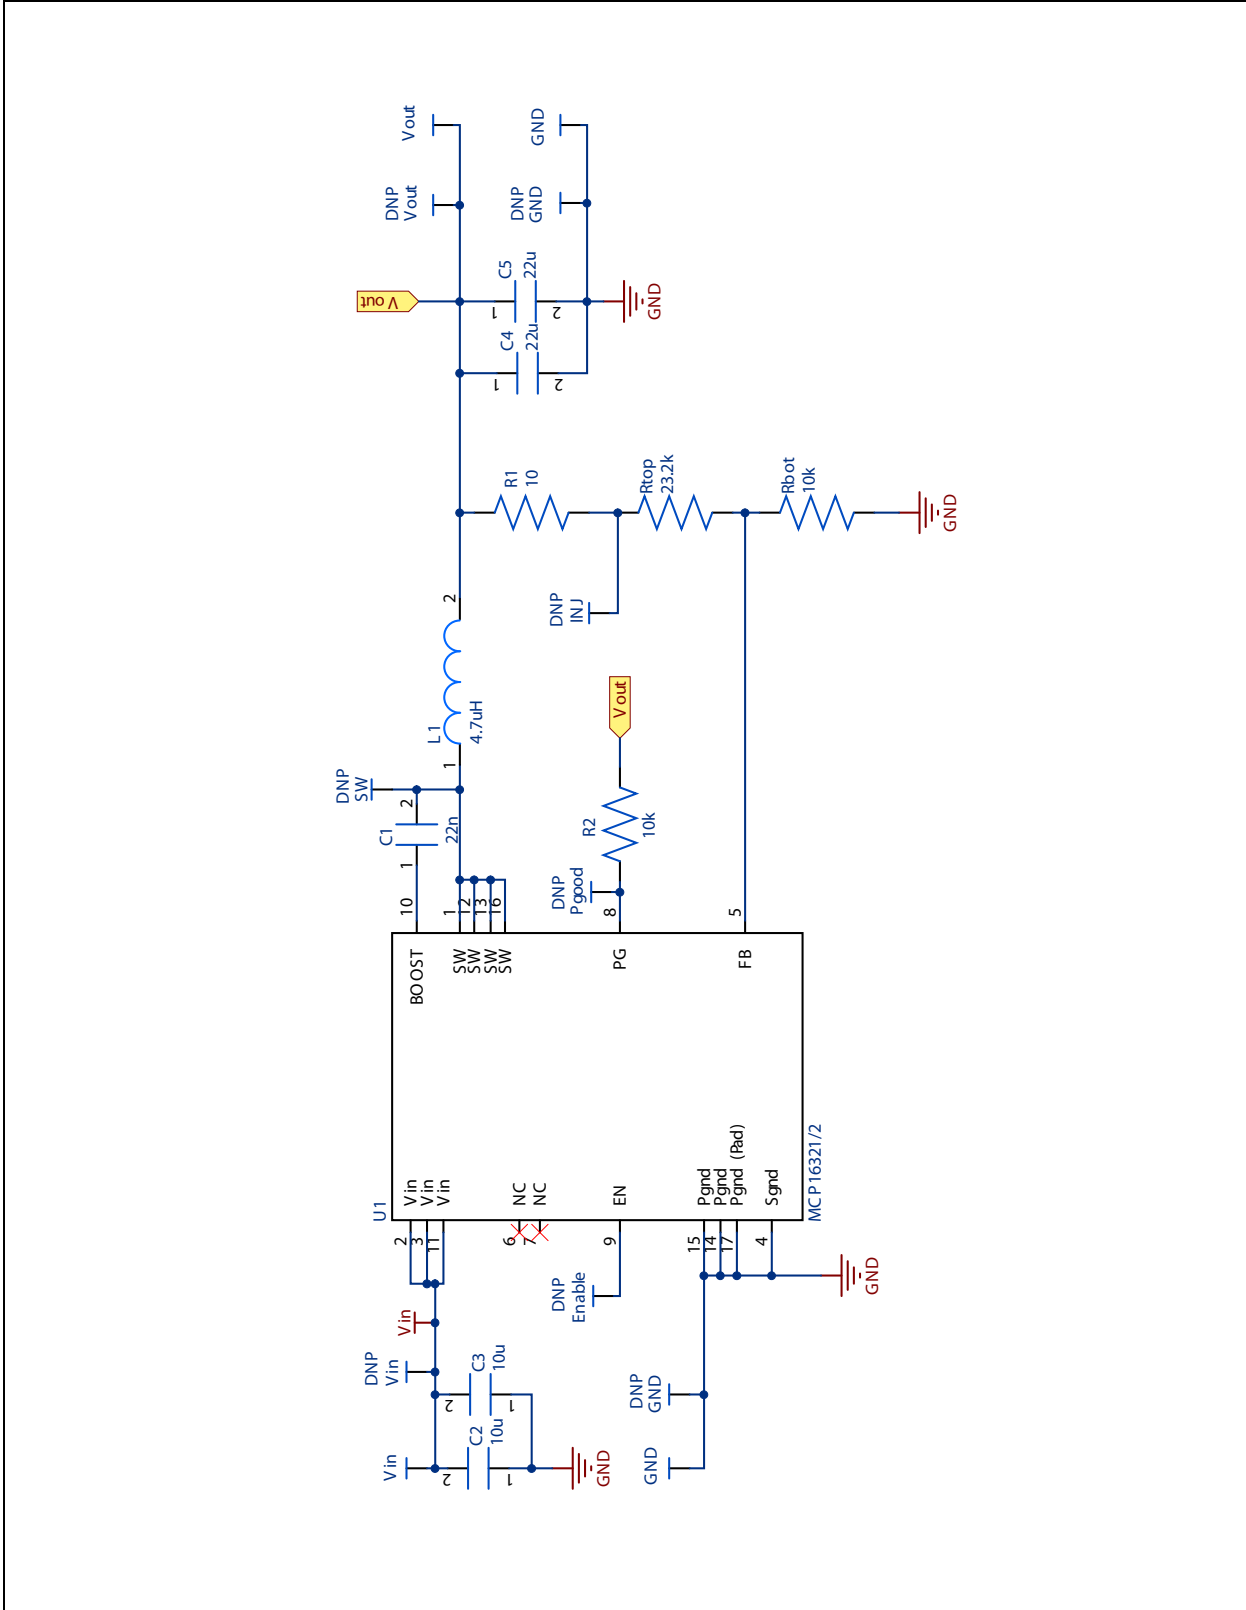 Vin
DNP
Vin
Vin
C2
10u
2
1
C3
10u
2
1
GND
U1
2
3
11
Vin
Vin
Vin
6
7
NC
NC
DNP
Enable
9
EN
GND
DNP
GND
15
14
17
4
Pgnd
Pgnd
Pgnd (Pad)
Sgnd
GND
MCP16321/2
BOOST
10
SW
SW
SW
SW
1
12
13
16
PG
8
FB
5
C1
22n
1
2
DNP
SW
L1
4.7uH
1
2
DNP
Pgood
R2
10k
Vout
DNP
INJ
R1
10
Rtop
23.2k
Rbot
10k
GND
C4
22u
1
2
C5
22u
1
2
GND
Vout
DNP
Vout
Vout
DNP
GND
GND